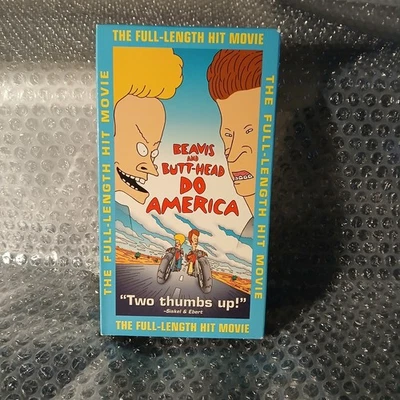 THE FULL-LENGTH HIT MOVIE
THE FULL-LENGTH HIT MOVIE
THE FULL-LENGTH HIT MOVIE
BEAVIS
AND
BUTT-HEAD
DO
AMERICA
"Two thumbs up!"
-Siskel & Ebert
THE FULL-LENGTH HIT MOVIE